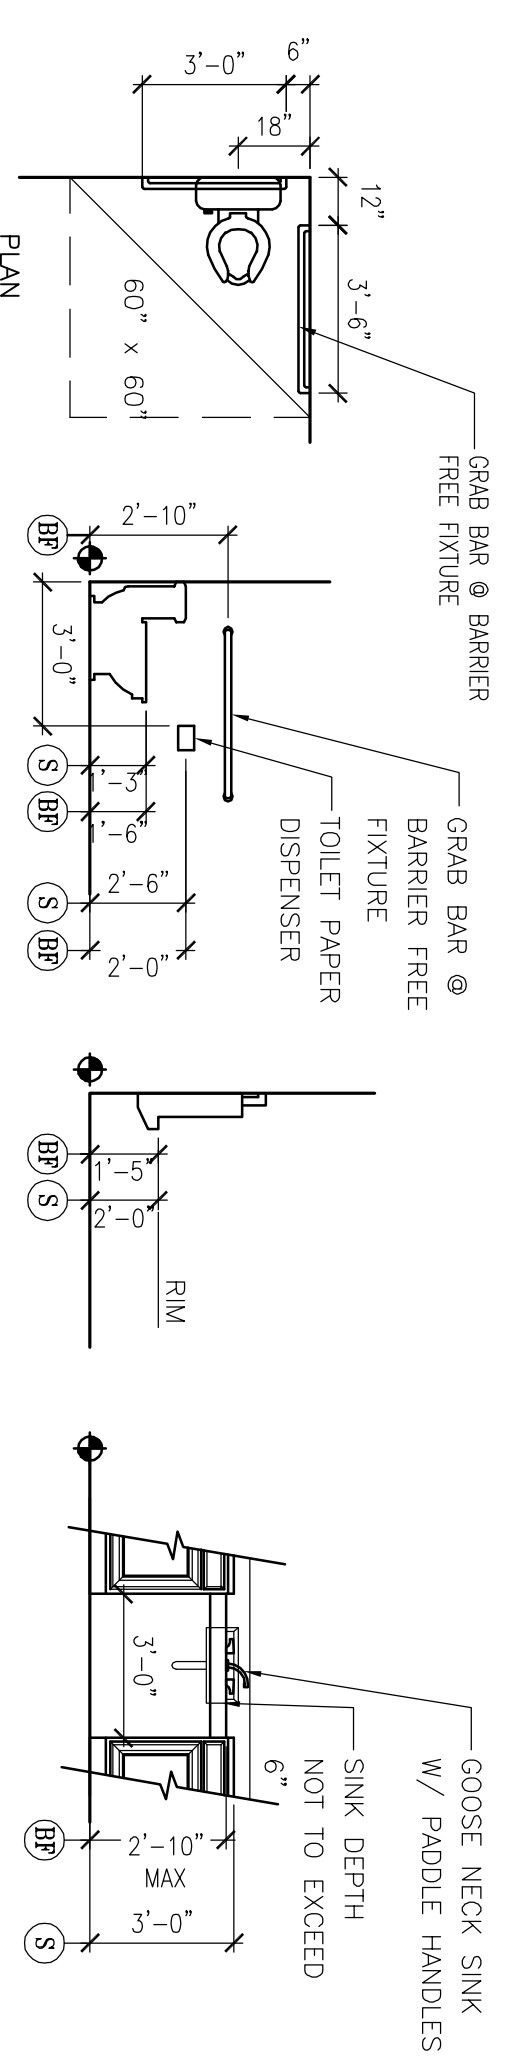 GRAB BAR @ BARRIER
FREE FIXTURE
6"
3'-0"
18"
12"
3'-6"
60" x 60"
PLAN
GRAB BAR @
BARRIER FREE
FIXTURE
TOILET PAPER
DISPENSER
2'-10"
BF
3'-0"
1'-3"
S
1'-6"
BF
2'-6"
S
2'-0"
BF
RIM
1'-5"
BF
2'-0"
S
GOOSE NECK SINK
W/ PADDLE HANDLES
SINK DEPTH
NOT TO EXCEED
6"
3'-0"
2'-10"
MAX
BF
3'-0"
S